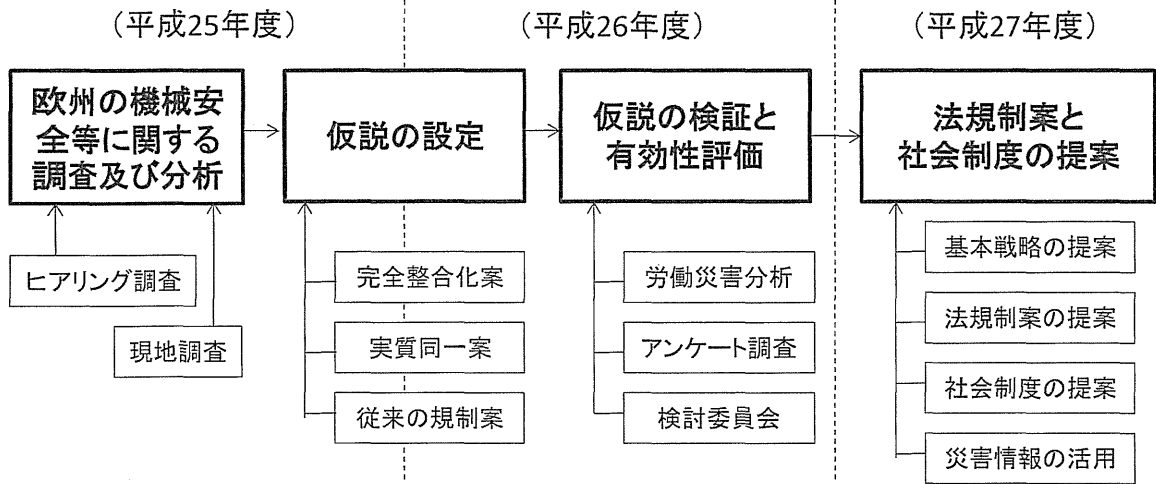 （平成25年度）
（平成26年度）
（平成27年度）
欧州の機械安
全等に関する
調査及び分析
仮説の設定
仮説の検証と
有効性評価
法規制案と
社会制度の提案
ヒアリング調査
現地調査
完全整合化案
実質同一案
従来の規制案
労働災害分析
アンケート調査
検討委員会
基本戦略の提案
法規制案の提案
社会制度の提案
災害情報の活用